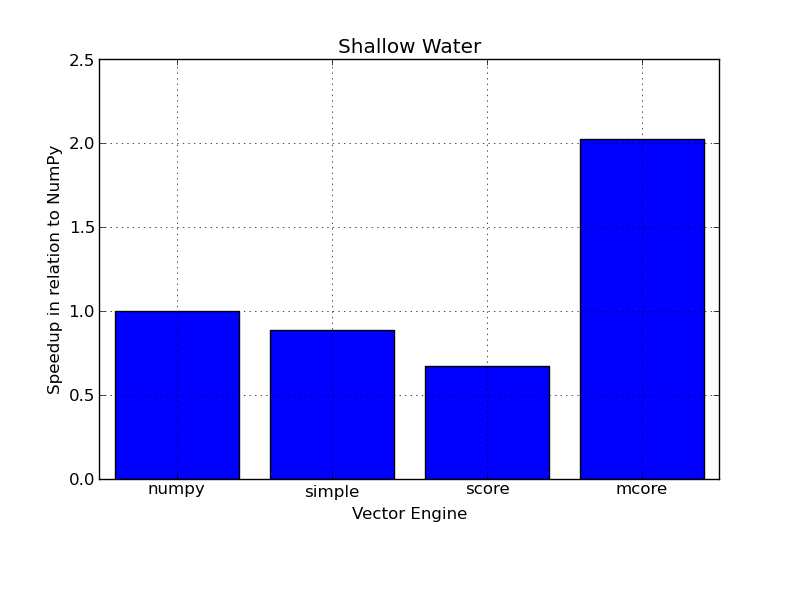 Shallow Water
Speedup in relation to NumPy
2.5
2.0
1.5
1.0
0.5
0.0
numpy simple score mcore
Vector Engine